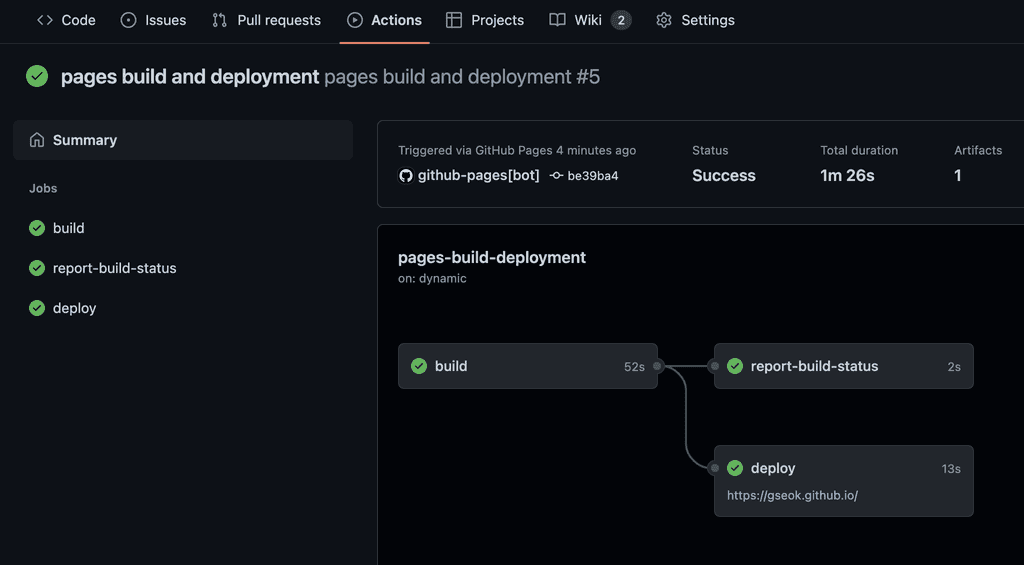 Code Issues Pull requests Actions Projects Wiki 2 Settings
pages build and deployment pages build and deployment #5
Summary
Jobs
build
report-build-status
deploy
Triggered via GitHub Pages 4 minutes ago
github-pages[bot] be39ba4
Status
Success
Total duration
1m 26s
Artifacts
1
pages-build-deployment
on: dynamic
build 52s
report-build-status 2s
deploy 13s
https://gseok.github.io/